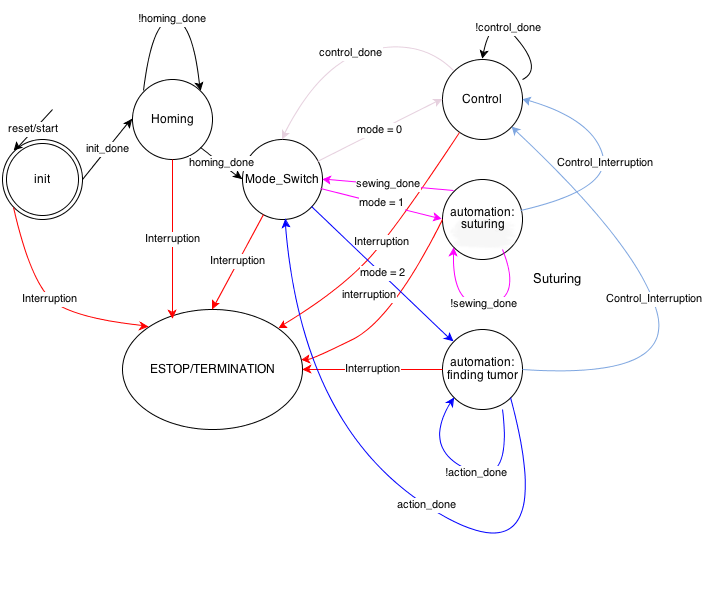 !homing_done
!control_done
control_done
Control
Homing
reset/start
mode = 0
init_done
homing_done
Control_Interruption
init
Mode_Switch
sewing_done
mode = 1
automation:
suturing
Interruption
Interruption
Interruption
mode = 2
Suturing
interruption
Interruption
!sewing_done
Control_Interruption
ESTOP/TERMINATION
Interruption
automation:
finding tumor
!action_done
action_done